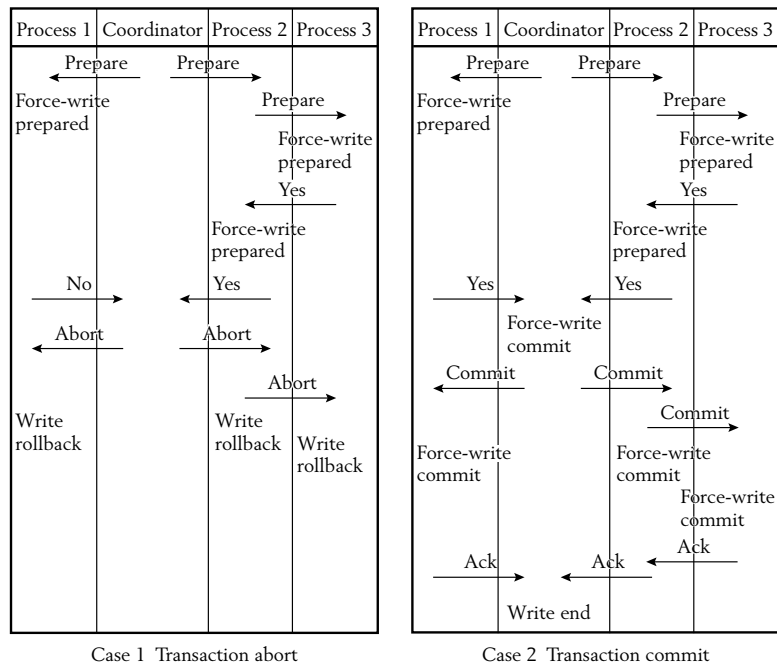 Process 1 Coordinator Process 2 Process 3
Prepare Prepare
Force-write
prepared
Prepare
Force-write
prepared
Yes
Force-write
prepared
No Yes
Abort Abort
Abort
Write
rollback
Write
rollback
Write
rollback
Case 1 Transaction abort
Process 1 Coordinator Process 2 Process 3
Prepare Prepare
Force-write
prepared
Prepare
Force-write
prepared
Yes
Force-write
prepared
Yes Yes
Force-write
commit
Commit Commit
Commit
Force-write
commit
Force-write
commit
Force-write
commit
Ack
Ack Ack
Write end
Case 2 Transaction commit